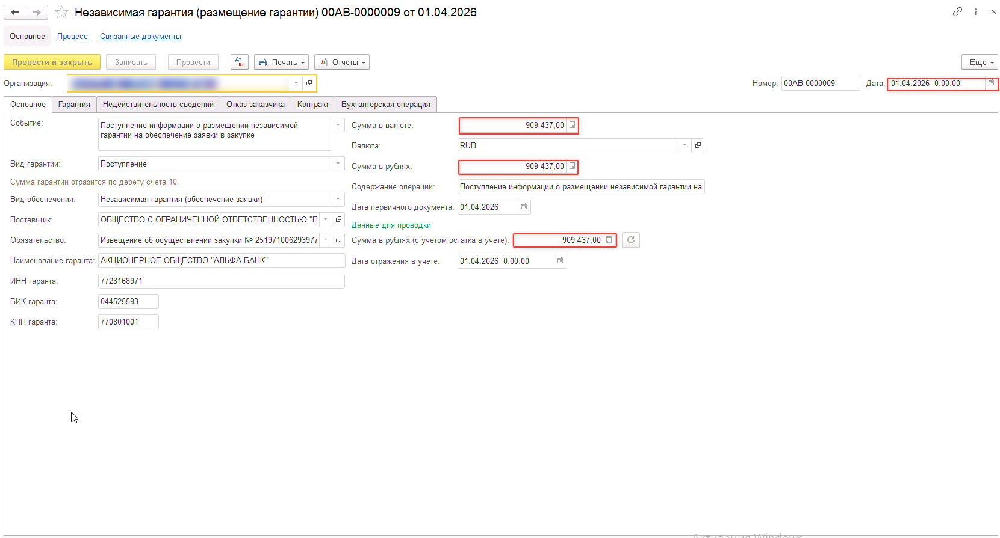 Независимая гарантия (размещение гарантии) 00АВ-0000009 от 01.04.2026
Основное Процесс Связанные документы
Провести и закрыть Записать Провести Дт Кт Печать Отчеты Еще
Организация: Номер: 00АВ-0000009 Дата: 01.04.2026 0:00:00
Основное Гарантия Недействительность сведений Отказ заказчика Контракт Бухгалтерская операция
Событие: Поступление информации о размещении независимой гарантии на обеспечение заявки в закупке
Вид гарантии: Поступление
Сумма гарантии отразится по дебету счета 10.
Вид обеспечения: Независимая гарантия (обеспечение заявки)
Поставщик: ОБЩЕСТВО С ОГРАНИЧЕННОЙ ОТВЕТСТВЕННОСТЬЮ "П
Обязательство: Извещение об осуществлении закупки № 251971006293977
Наименование гаранта: АКЦИОНЕРНОЕ ОБЩЕСТВО "АЛЬФА-БАНК"
ИНН гаранта: 7728168971
БИК гаранта: 044525593
КПП гаранта: 770801001
Сумма в валюте: 909 437,00
Валюта: RUB
Сумма в рублях: 909 437,00
Содержание операции: Поступление информации о размещении независимой гарантии на
Дата первичного документа: 01.04.2026
Данные для проводки
Сумма в рублях (с учетом остатка в учете): 909 437,00
Дата отражения в учете: 01.04.2026 0:00:00
Активация Windows